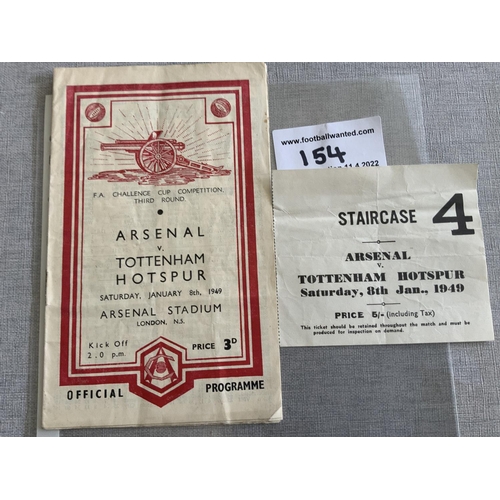 F.A. CHALLENGE CUP COMPETITION
THIRD ROUND
ARSENAL
v.
TOTTENHAM
HOTSPUR
SATURDAY, JANUARY 8th, 1949
ARSENAL STADIUM
LONDON, N.5
Kick Off
2.0 p.m.
PRICE 3D
OFFICIAL PROGRAMME
www.footballwanted.com
154
11.4.2022
STAIRCASE 4
ARSENAL
v.
TOTTENHAM HOTSPUR
Saturday, 8th Jan., 1949
PRICE 5/- (including Tax)
This ticket should be retained throughout the match and must be
produced for inspection on demand.